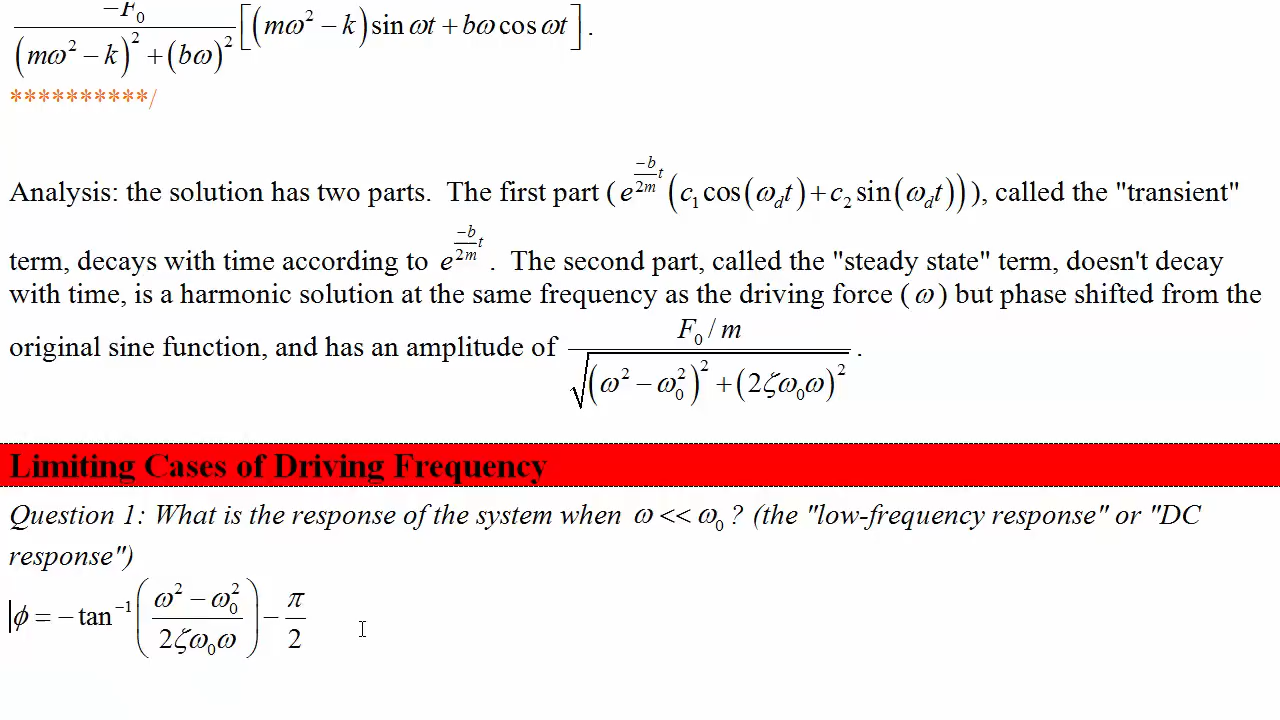 −F₀ / ((mω² − k)² + (bω)²) [(mω² − k) sin ωt + bω cos ωt].
**********/
Analysis: the solution has two parts. The first part ( e^(−b/2m t) (c₁ cos(ω_d t) + c₂ sin(ω_d t)) ), called the "transient"
term, decays with time according to e^(−b/2m t) . The second part, called the "steady state" term, doesn't decay
with time, is a harmonic solution at the same frequency as the driving force ( ω ) but phase shifted from the
original sine function, and has an amplitude of F₀ / m / √((ω² − ω₀²)² + (2ζω₀ω)²) .
Limiting Cases of Driving Frequency
Question 1: What is the response of the system when ω << ω₀ ? (the "low-frequency response" or "DC
response")
ϕ = − tan⁻¹ ((ω² − ω₀²) / (2ζω₀ω)) − π/2